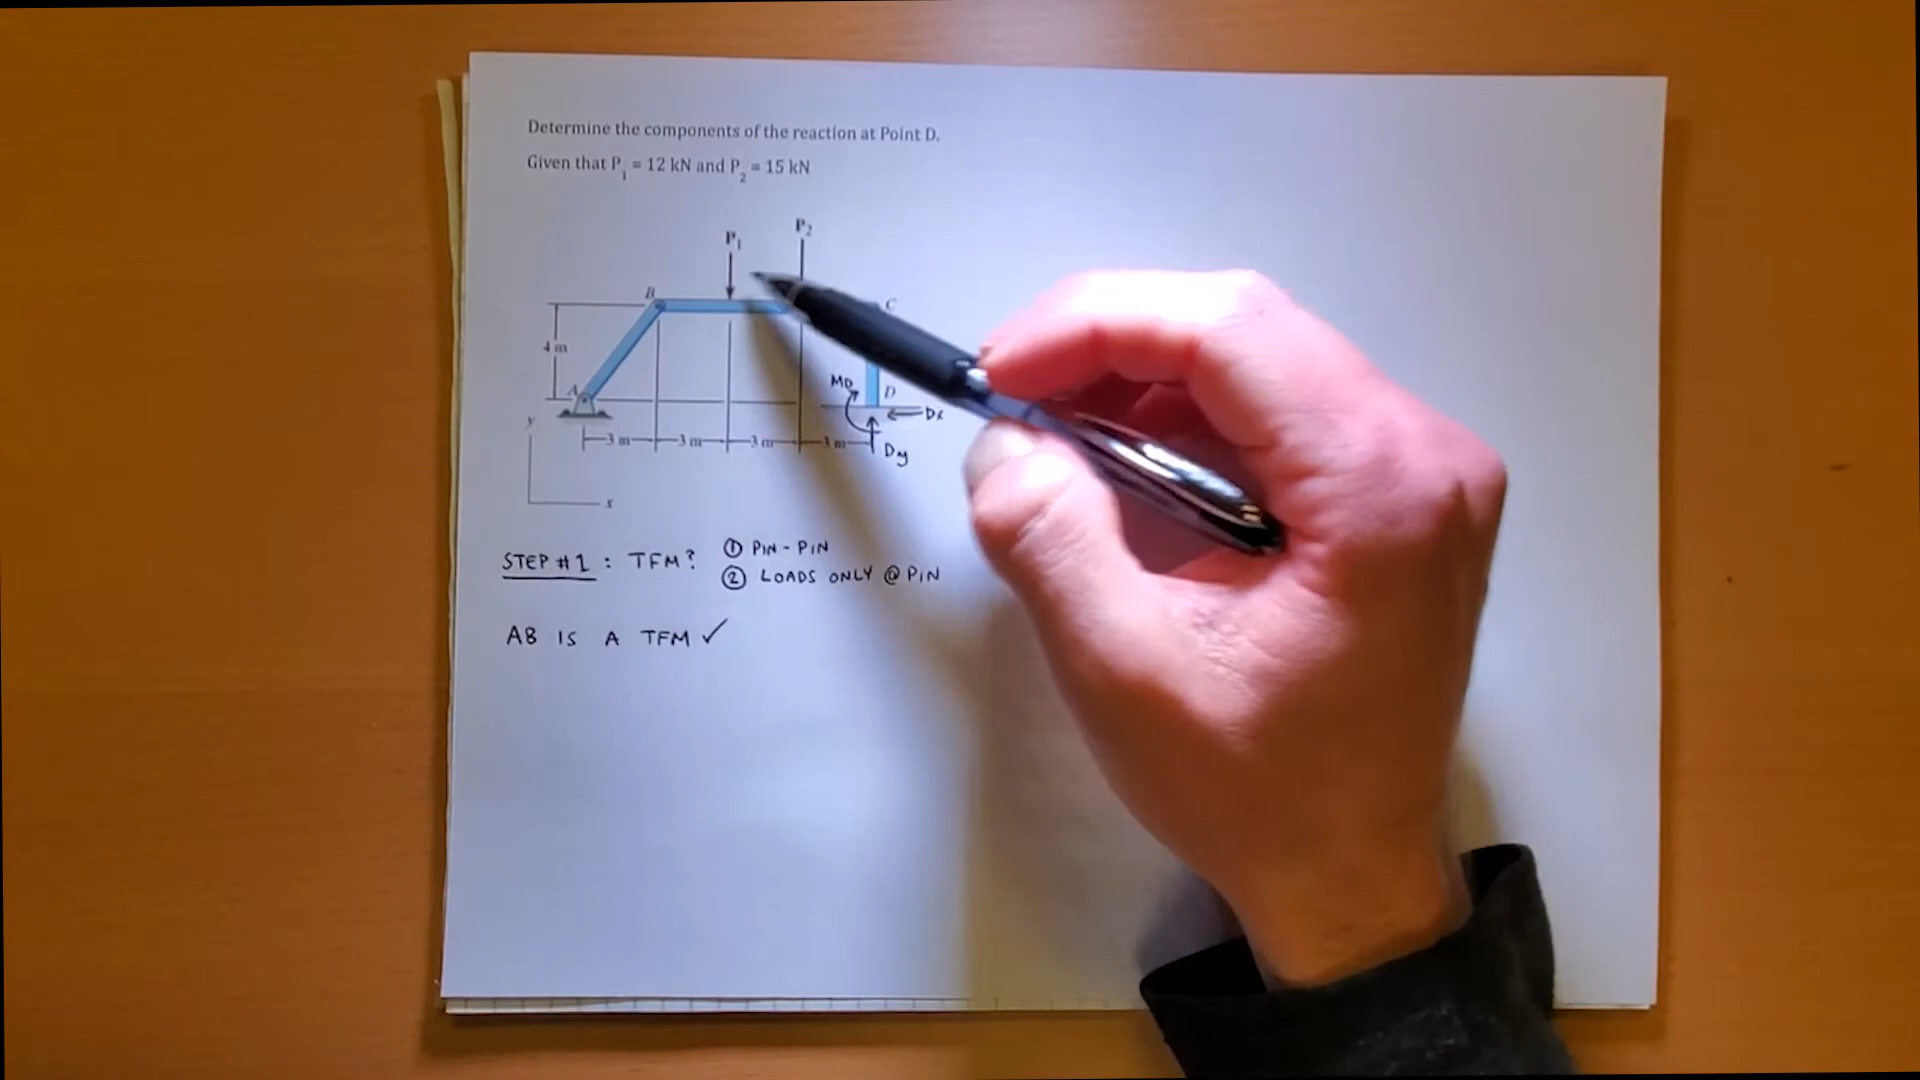 Determine the components of the reaction at Point D.
Given that P1 = 12 kN and P2 = 15 kN
P2
P1
B
C
4 m
A
MD
D
Dx
y
3 m
3 m
3 m
3 m
Dy
x
STEP #1 : TFM? ① PIN - PIN
② LOADS ONLY @ PIN
AB IS A TFM ✓